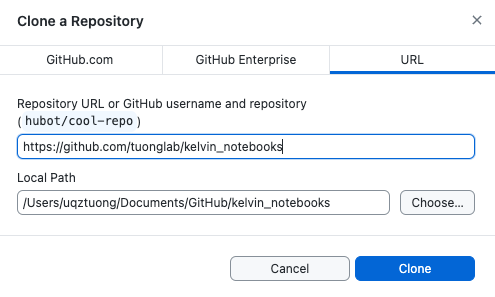 Clone a Repository
GitHub.com GitHub Enterprise URL
Repository URL or GitHub username and repository
(hubot/cool-repo)
https://github.com/tuonglab/kelvin_notebooks
Local Path
/Users/uqztuong/Documents/GitHub/kelvin_notebooks Choose...
Cancel Clone